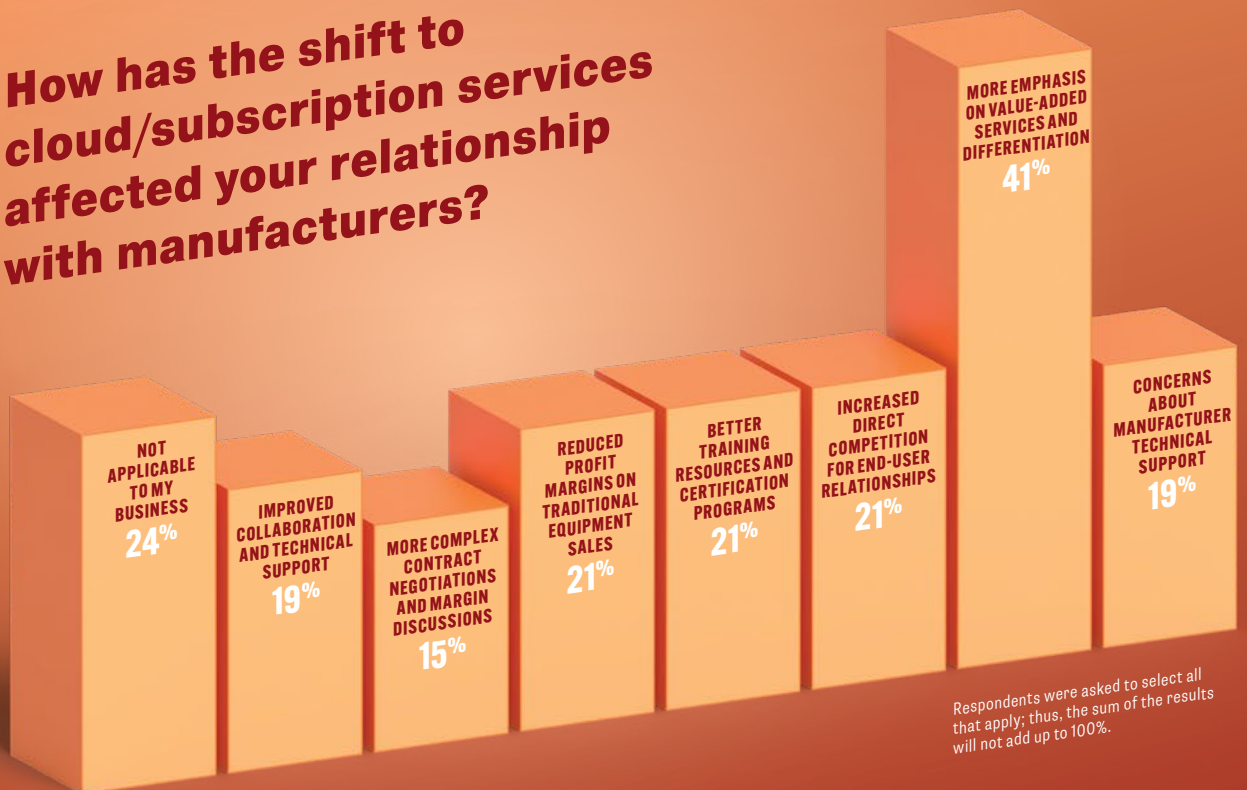 How has the shift to
cloud/subscription services
affected your relationship
with manufacturers?
NOT
APPLICABLE
TO MY
BUSINESS
24%
IMPROVED
COLLABORATION
AND TECHNICAL
SUPPORT
19%
MORE COMPLEX
CONTRACT
NEGOTIATIONS
AND MARGIN
DISCUSSIONS
15%
REDUCED
PROFIT
MARGINS ON
TRADITIONAL
EQUIPMENT
SALES
21%
BETTER
TRAINING
RESOURCES AND
CERTIFICATION
PROGRAMS
21%
INCREASED
DIRECT
COMPETITION
FOR END-USER
RELATIONSHIPS
21%
MORE EMPHASIS
ON VALUE-ADDED
SERVICES AND
DIFFERENTIATION
41%
CONCERNS
ABOUT
MANUFACTURER
TECHNICAL
SUPPORT
19%
Respondents were asked to select all
that apply; thus, the sum of the results
will not add up to 100%.